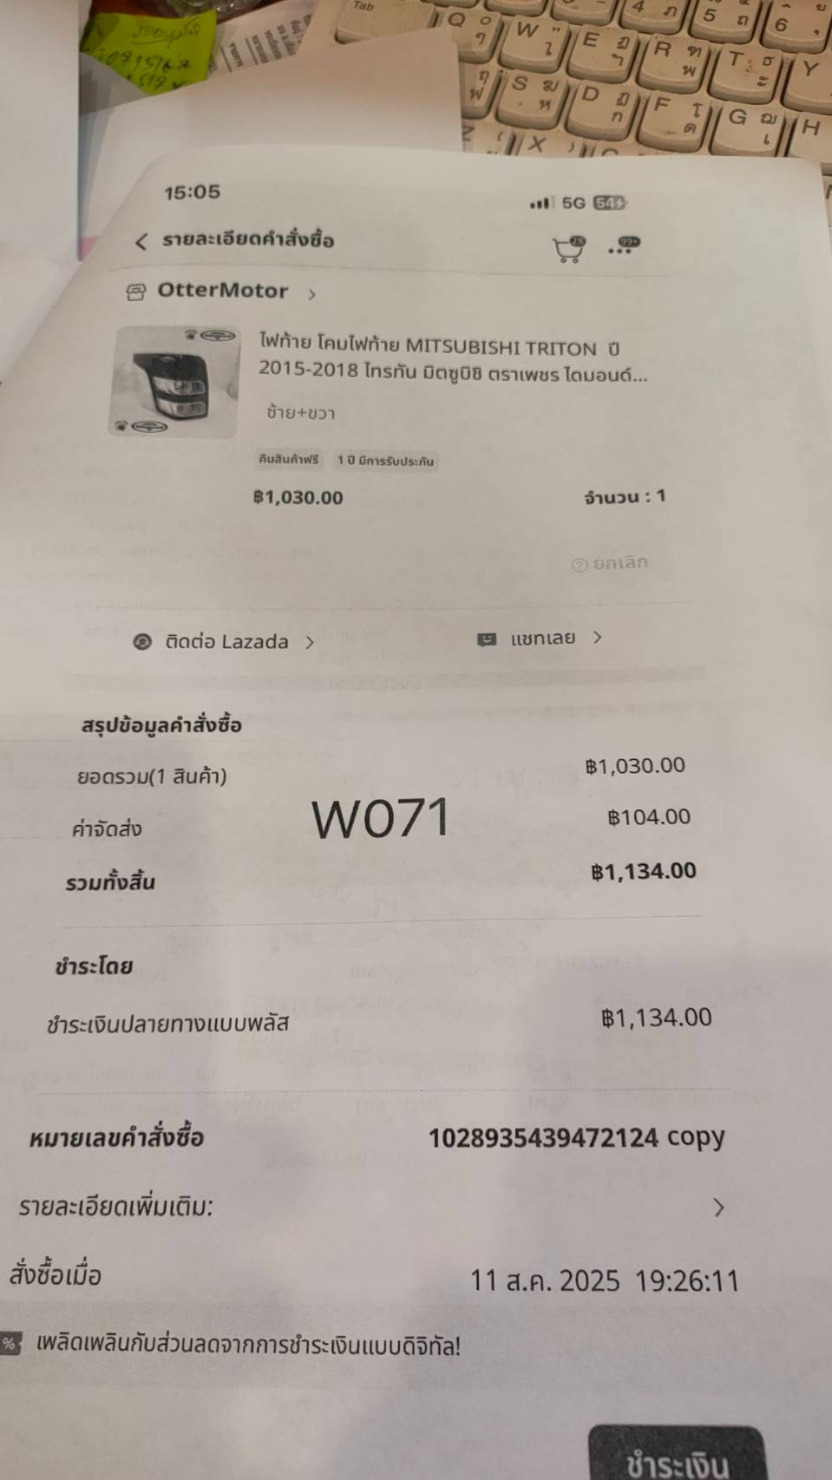 Tab
Q
W
E
R
T
Y
4
5
6
S
D
F
G
H
X
15:05
5G 54
รายละเอียดคำสั่งซื้อ
OtterMotor
ไฟท้าย โคมไฟท้าย MITSUBISHI TRITON ปี
2015-2018 ไทรทัน มิตซูบิชิ ตราเพชร ไดมอนด์...
ซ้าย+ขวา
คืนสินค้าฟรี 1 ปี มีการรับประกัน
฿1,030.00 จำนวน : 1
ยกเลิก
ติดต่อ Lazada แชทเลย
สรุปข้อมูลคำสั่งซื้อ
ยอดรวม(1 สินค้า) ฿1,030.00
W071
ค่าจัดส่ง ฿104.00
รวมทั้งสิ้น ฿1,134.00
ชำระโดย
ชำระเงินปลายทางแบบพลัส ฿1,134.00
หมายเลขคำสั่งซื้อ 1028935439472124 copy
รายละเอียดเพิ่มเติม:
สั่งซื้อเมื่อ 11 ส.ค. 2025 19:26:11
% เพลิดเพลินกับส่วนลดจากการชำระเงินแบบดิจิทัล!
ชำระเงิน